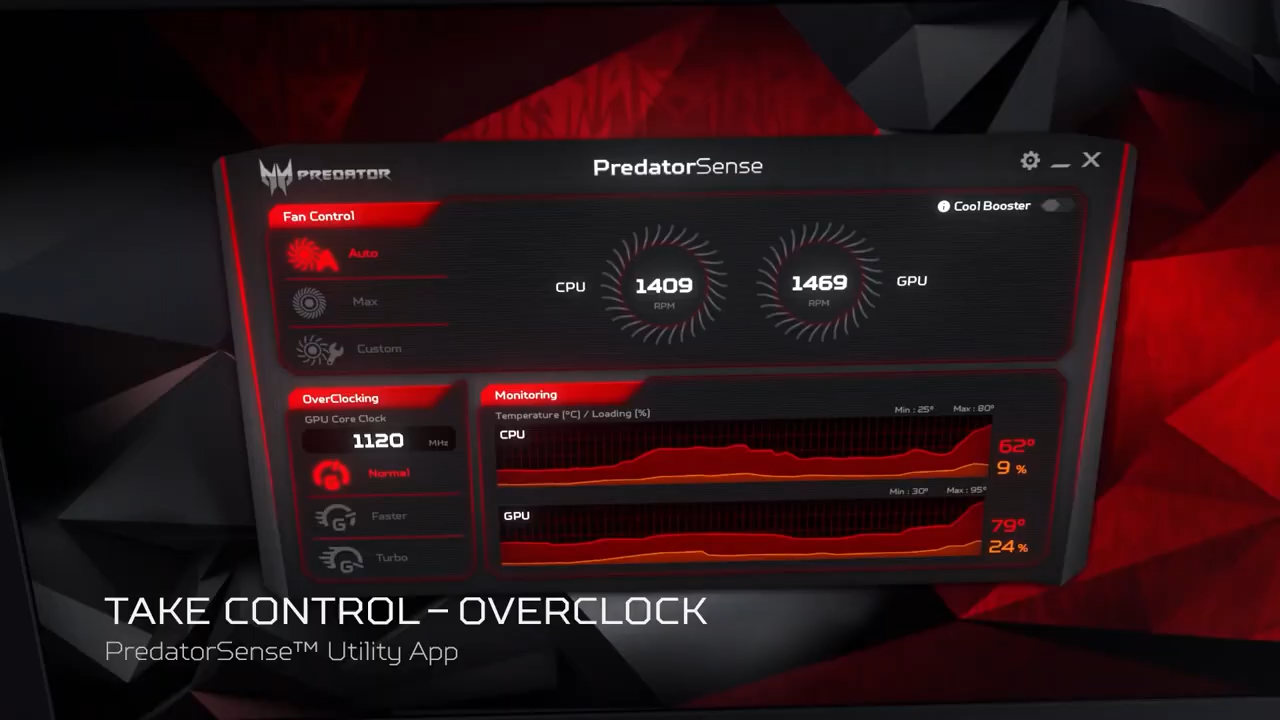 PREDATOR
PredatorSense
Cool Booster
Fan Control
Auto
Max
Custom
CPU
1409
RPM
1469
RPM
GPU
OverClocking
GPU Core Clock
1120 MHz
Normal
Faster
Turbo
Monitoring
Temperature (°C) / Loading (%)
Min : 25° Max : 80°
CPU
62°
9 %
Min : 30° Max : 95°
GPU
79°
24 %
TAKE CONTROL – OVERCLOCK
PredatorSense™ Utility App